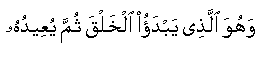 وَهُوَ ٱلَّذِى يَبْدَؤُا۟ ٱلْخَلْقَ ثُمَّ يُعِيدُهُۥ